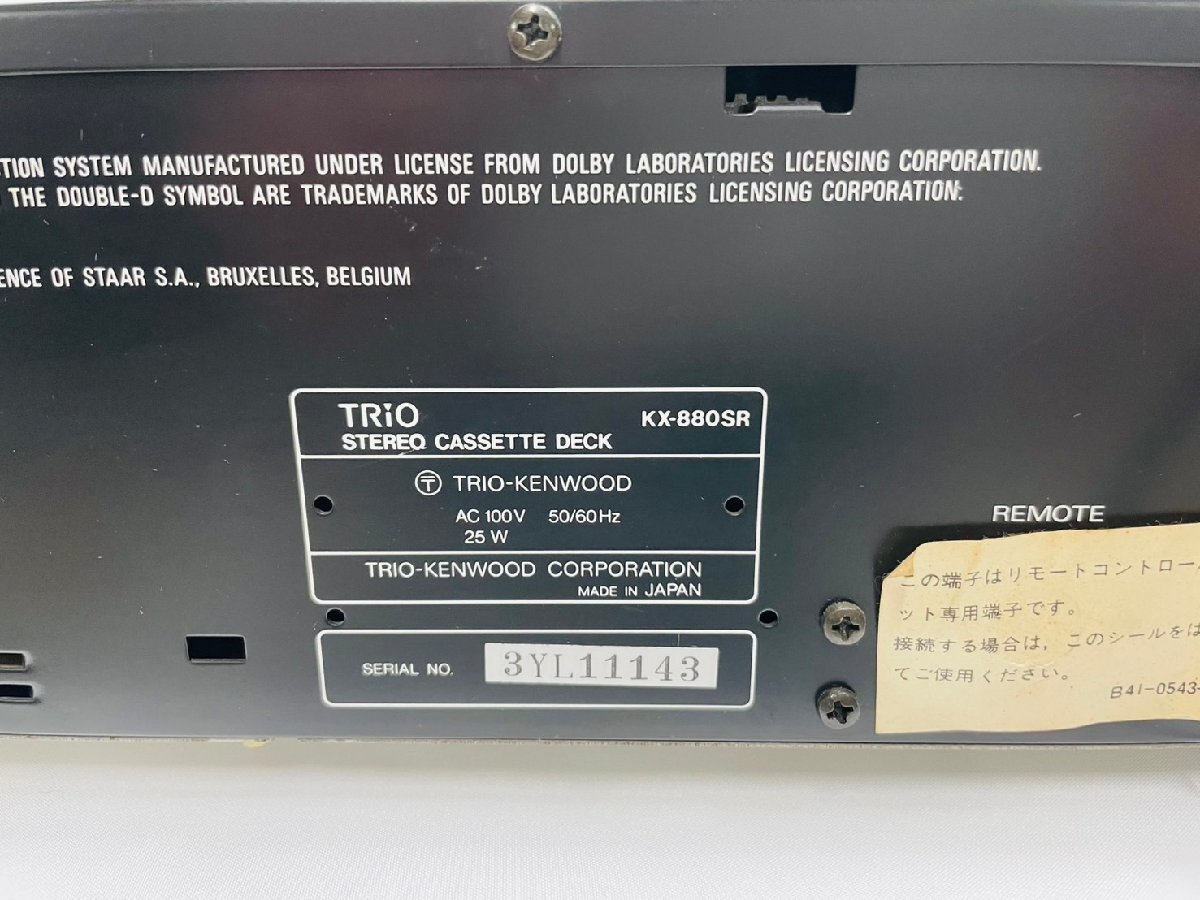 TION SYSTEM MANUFACTURED UNDER LICENSE FROM DOLBY LABORATORIES LICENSING CORPORATION.
THE DOUBLE-D SYMBOL ARE TRADEMARKS OF DOLBY LABORATORIES LICENSING CORPORATION.
ENCE OF STAAR S.A., BRUXELLES, BELGIUM
TRIO KX-880SR
STEREO CASSETTE DECK
〒 TRIO-KENWOOD
AC 100V 50/60Hz
25 W
TRIO-KENWOOD CORPORATION
MADE IN JAPAN
SERIAL NO. 3YL11143
REMOTE
この端子はリモートコントロール
ット専用端子です。
接続する場合は、このシールをは
てご使用ください。
B41-0543-